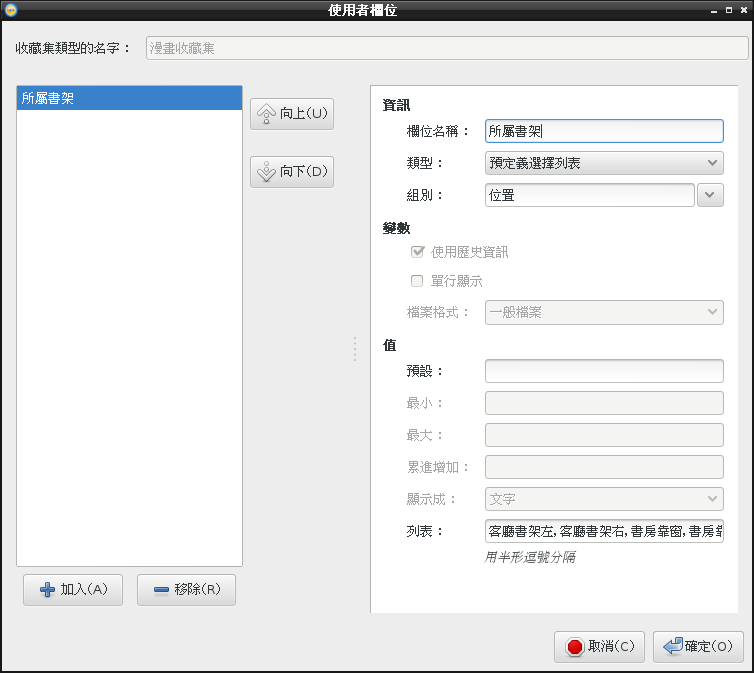 使用者欄位
收藏集類型的名字： 漫畫收藏集
所屬書架
向上(U)
向下(D)
加入(A)
移除(R)
資訊
欄位名稱： 所屬書架
類型： 預定義選擇列表
組別： 位置
變數
使用歷史資訊
單行顯示
檔案格式： 一般檔案
值
預設：
最小：
最大：
累進增加：
顯示成： 文字
列表： 客廳書架左,客廳書架右,書房靠窗,書房
用半形逗號分隔
取消(C)
確定(O)